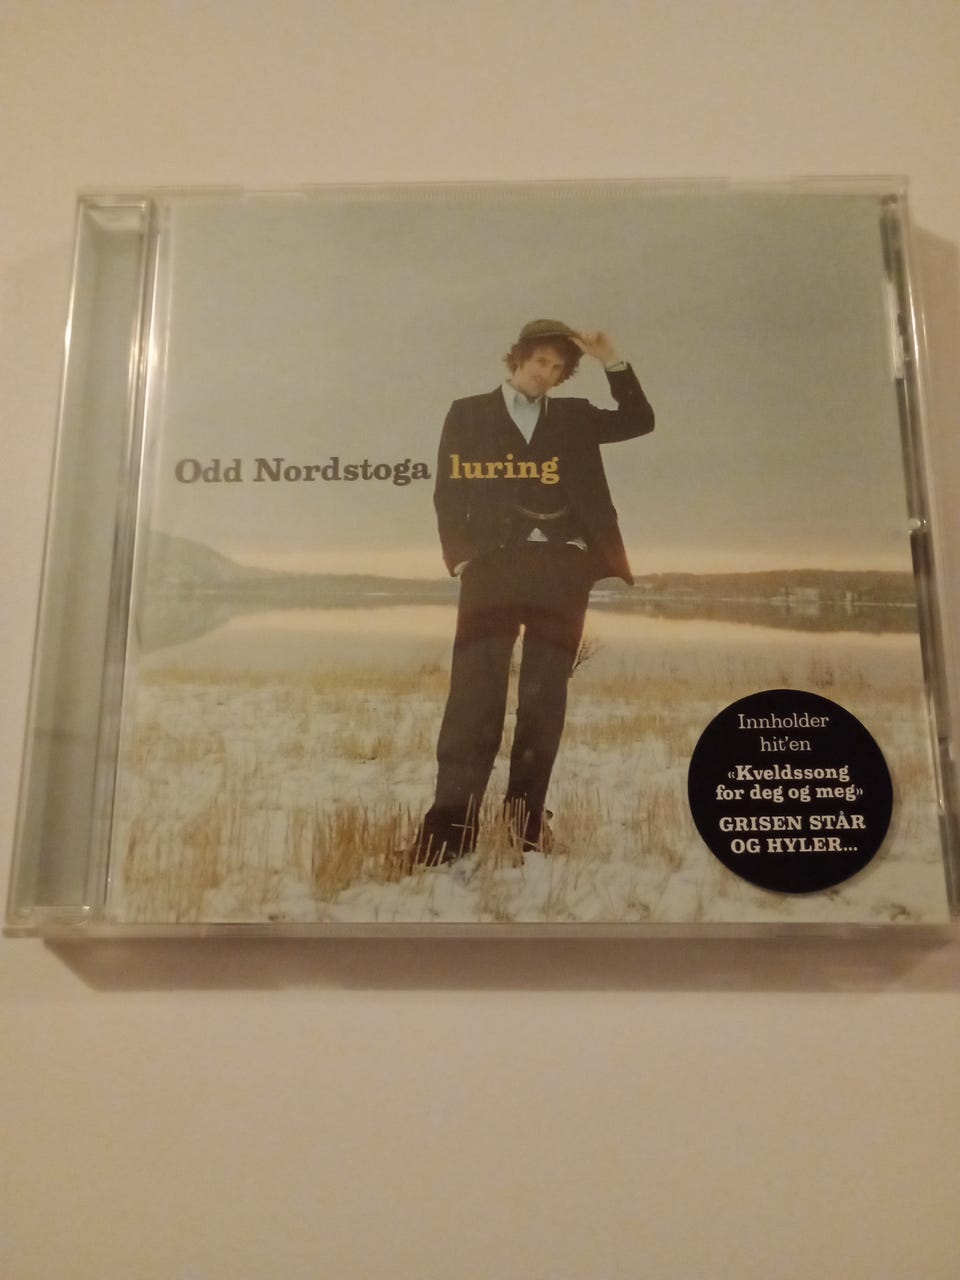 Odd Nordstoga luring
Innholder
hit'en
«Kveldssong
for deg og meg»
GRISEN STÅR
OG HYLER...